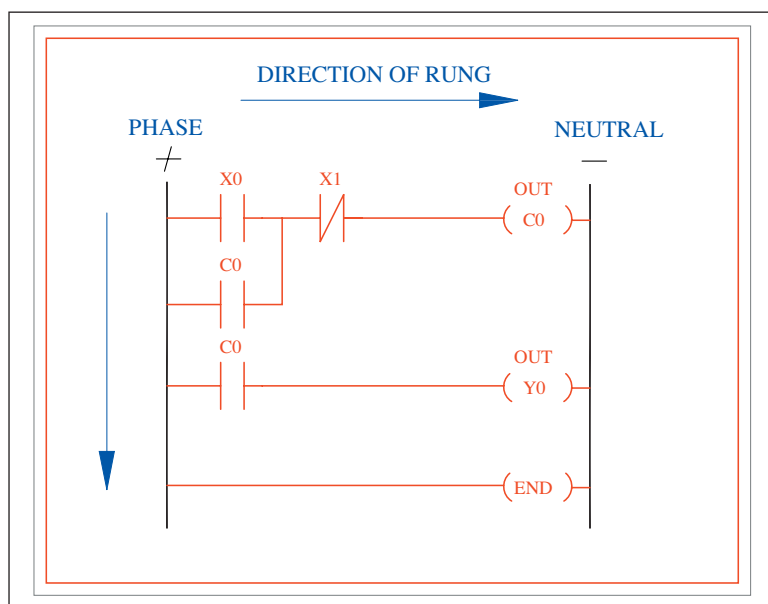 DIRECTION OF RUNG
PHASE
NEUTRAL
+
—
X0
X1
OUT
C0
C0
C0
OUT
Y0
END